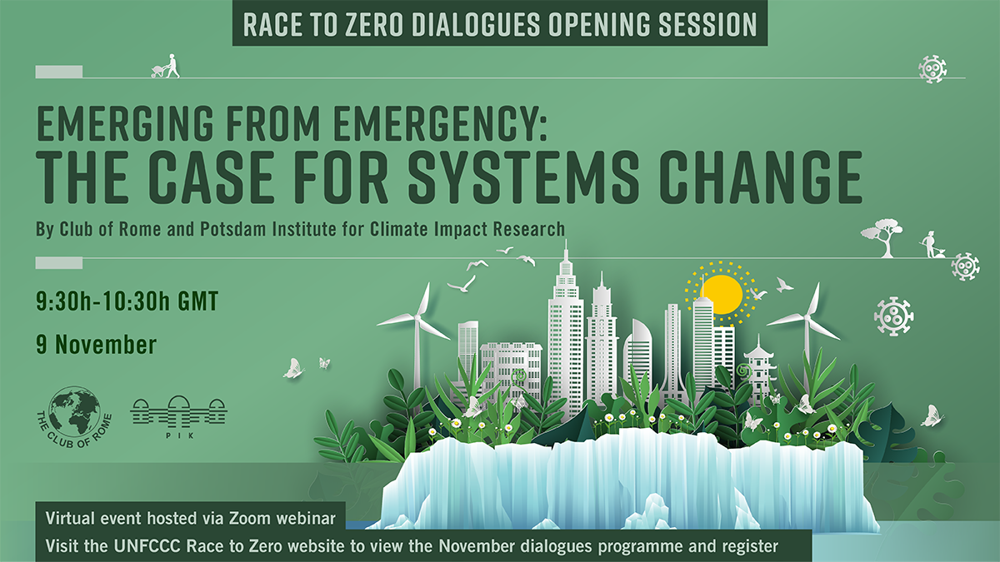 RACE TO ZERO DIALOGUES OPENING SESSION
EMERGING FROM EMERGENCY:
THE CASE FOR SYSTEMS CHANGE
By Club of Rome and Potsdam Institute for Climate Impact Research
9:30h-10:30h GMT
9 November
THE CLUB OF ROME
PIK
Virtual event hosted via Zoom webinar
Visit the UNFCCC Race to Zero website to view the November dialogues programme and register